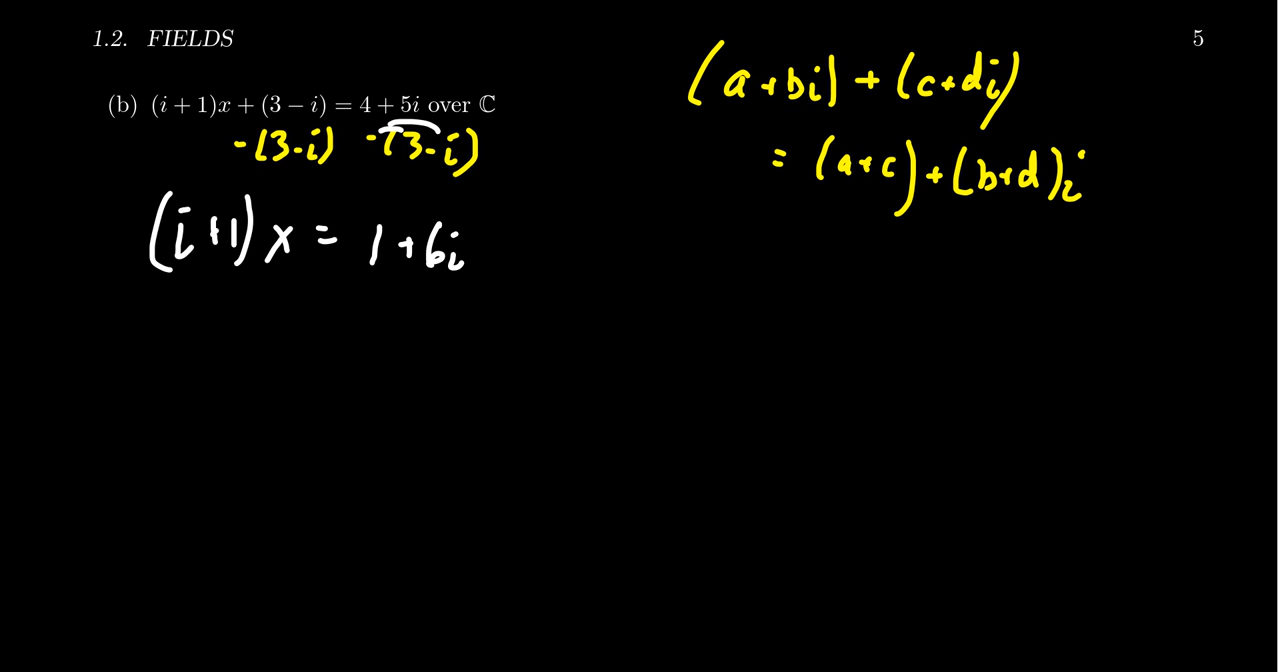 1.2. FIELDS 5
(b) (i + 1)x + (3 − i) = 4 + 5i over ℂ
-(3-i) -(3-i)
(i+1)x = 1+6i
(a+bi)+(c+di)
= (a+c)+(b+d)i